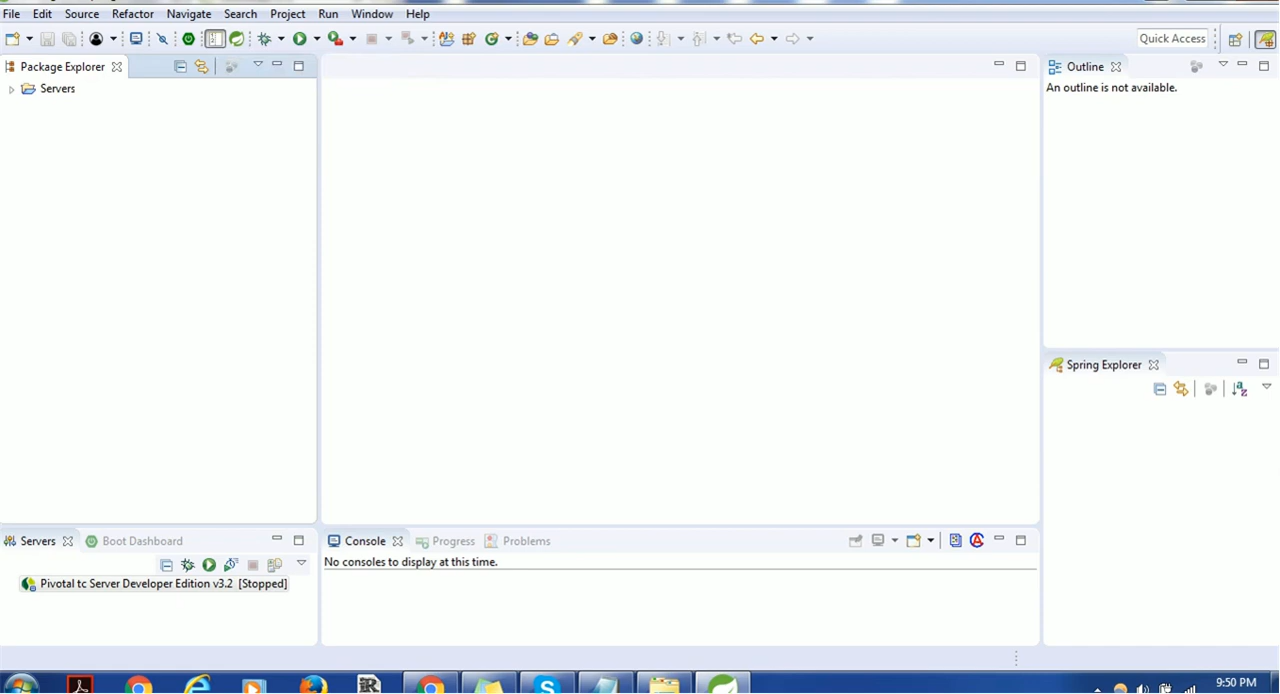 File Edit Source Refactor Navigate Search Project Run Window Help
Quick Access
Package Explorer
Servers
Outline
An outline is not available.
Spring Explorer
Servers Boot Dashboard
Pivotal tc Server Developer Edition v3.2 [Stopped]
Console Progress Problems
No consoles to display at this time.
9:50 PM